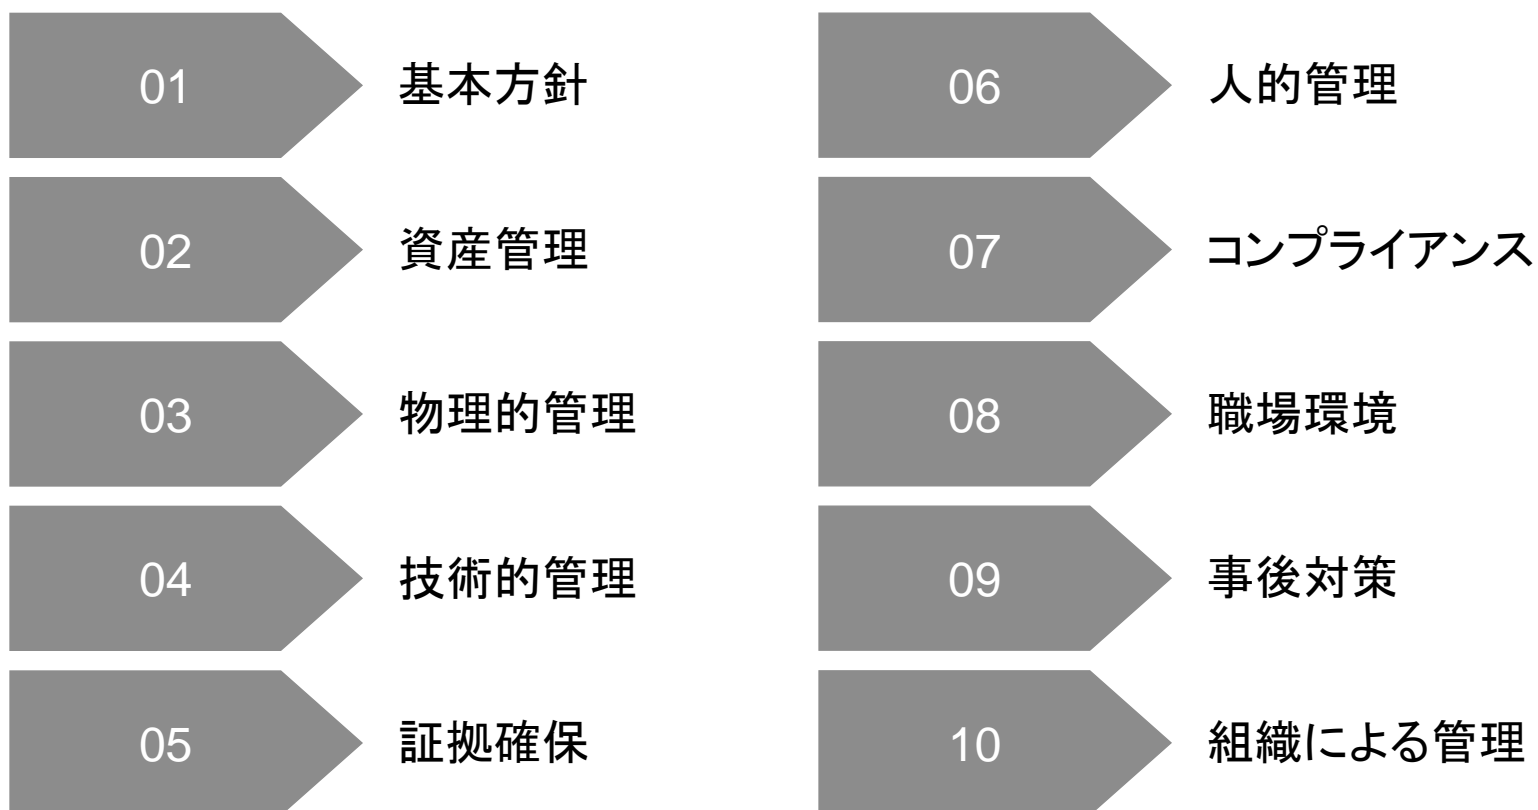 01 基本方針
02 資産管理
03 物理的管理
04 技術的管理
05 証拠確保
06 人的管理
07 コンプライアンス
08 職場環境
09 事後対策
10 組織による管理